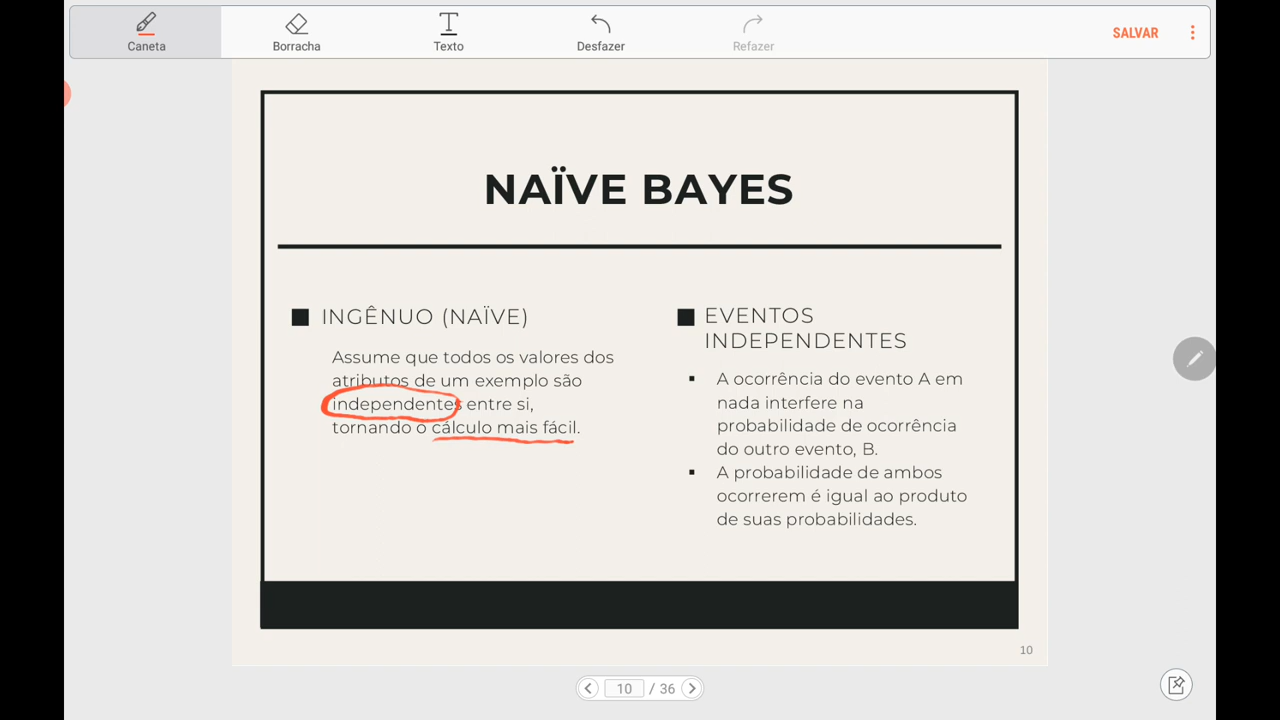 Caneta
Borracha
Texto
Desfazer
Refazer
SALVAR
NAÏVE BAYES
INGÊNUO (NAÏVE)
Assume que todos os valores dos
atributos de um exemplo são
independentes entre si,
tornando o cálculo mais fácil.
EVENTOS
INDEPENDENTES
A ocorrência do evento A em
nada interfere na
probabilidade de ocorrência
do outro evento, B.
A probabilidade de ambos
ocorrerem é igual ao produto
de suas probabilidades.
10
10 / 36